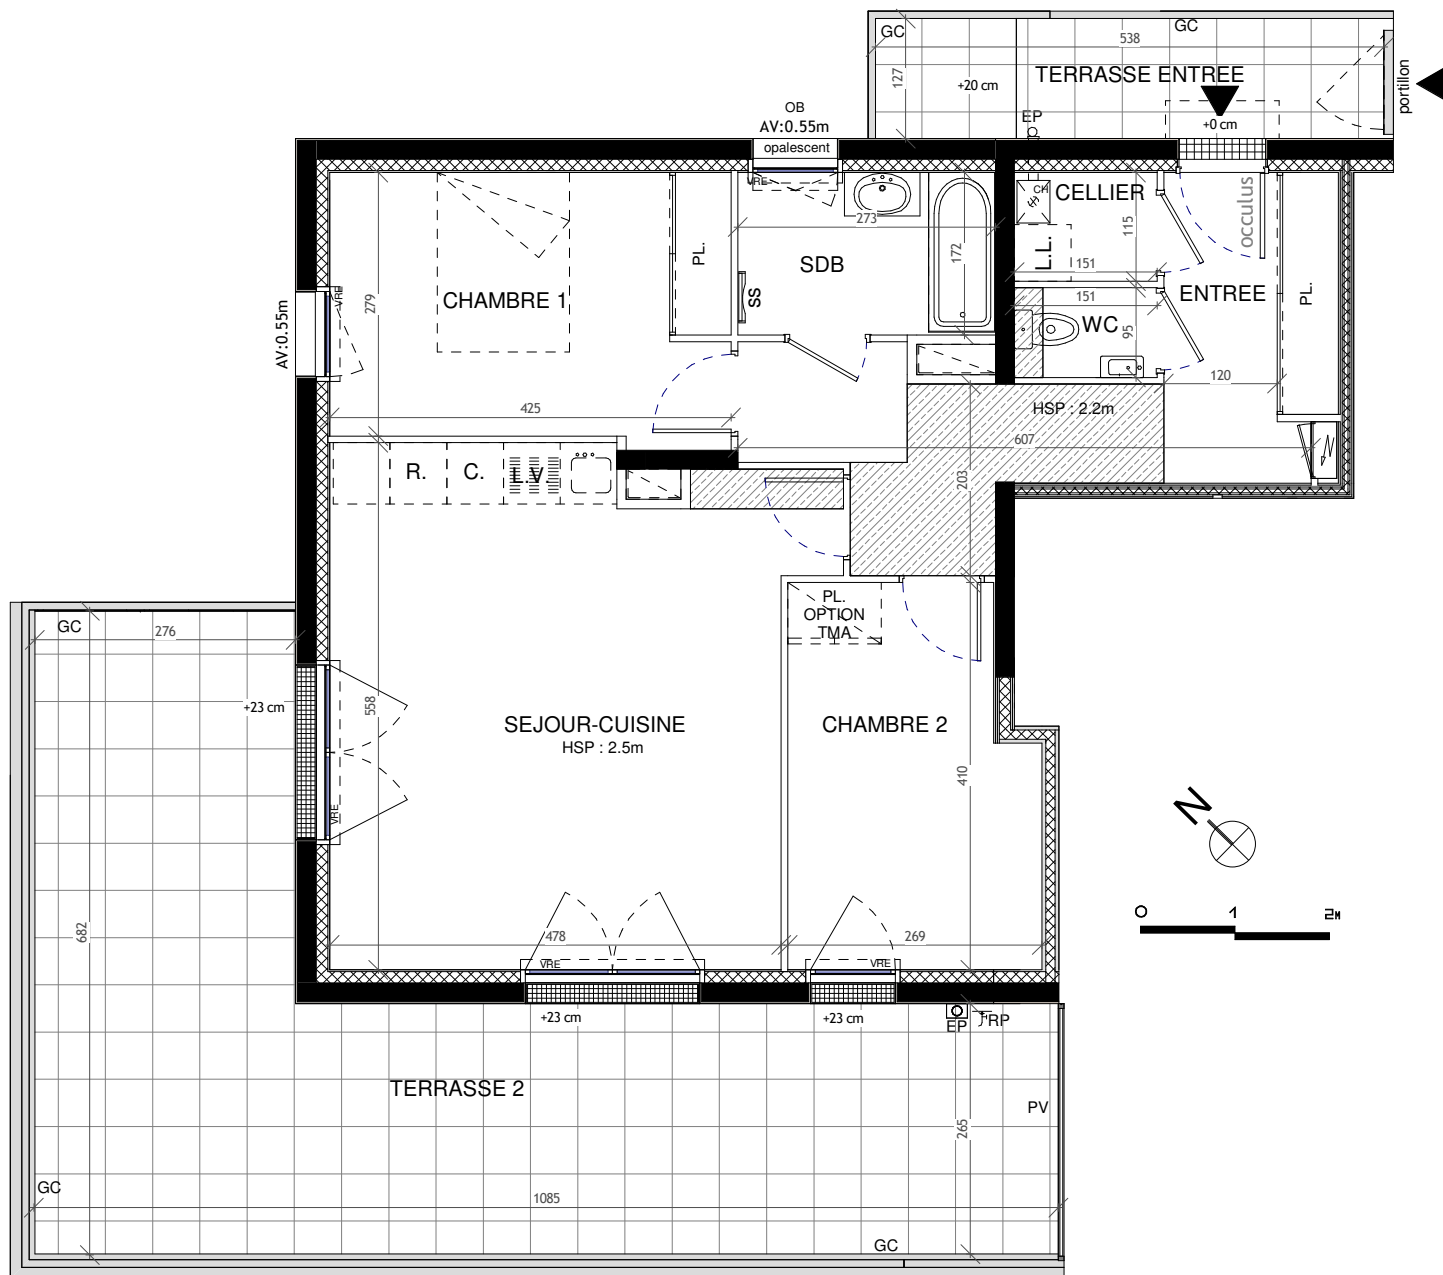 GC
GC
538
127
TERRASSE ENTREE
+20 cm
portillon
EP
+0 cm
OB
AV:0.55m
opalescent
VRE
CH
CELLIER
OCCULUS
115
273
172
PL.
SDB
SS
L.L.
151
151
ENTREE
PL.
WC
95
120
CHAMBRE 1
279
VRE
AV:0.55m
425
HSP : 2.2m
607
203
R.
C.
L.V.
PL.
OPTION
TMA
GC
276
+23 cm
558
SEJOUR-CUISINE
HSP : 2.5m
CHAMBRE 2
410
VRE
N
0
1
2M
682
478
269
VRE
VRE
+23 cm
+23 cm
EP
RP
TERRASSE 2
PV
265
GC
1085
GC